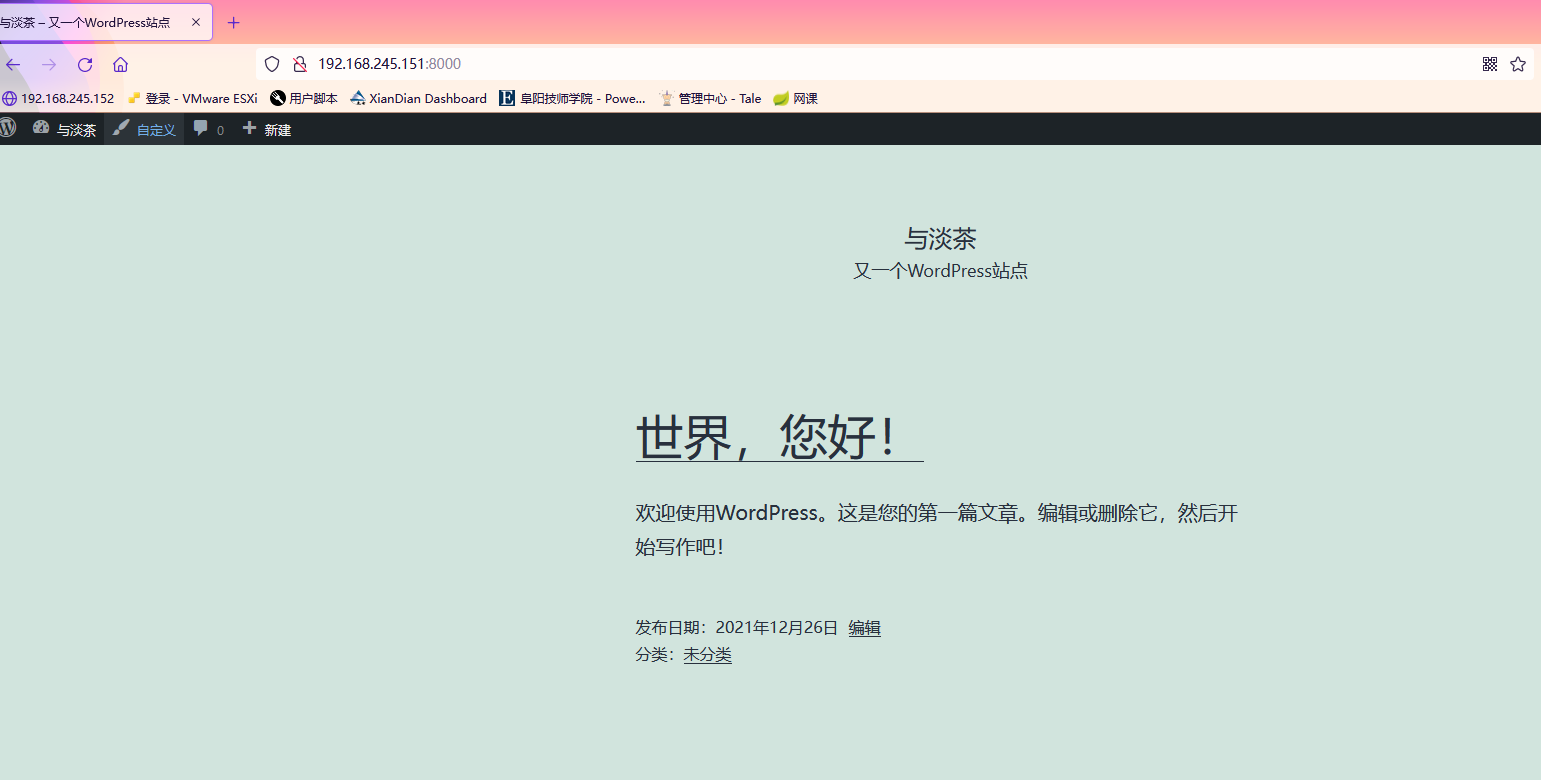 与淡茶 – 又一个WordPress站点
192.168.245.151:8000
192.168.245.152 登录 - VMware ESXi 用户脚本 XianDian Dashboard 阜阳技师学院 - Powe... 管理中心 - Tale 网课
与淡茶 自定义 0 新建
与淡茶
又一个WordPress站点
世界，您好！
欢迎使用WordPress。这是您的第一篇文章。编辑或删除它，然后开
始写作吧！
发布日期：2021年12月26日 编辑
分类：未分类